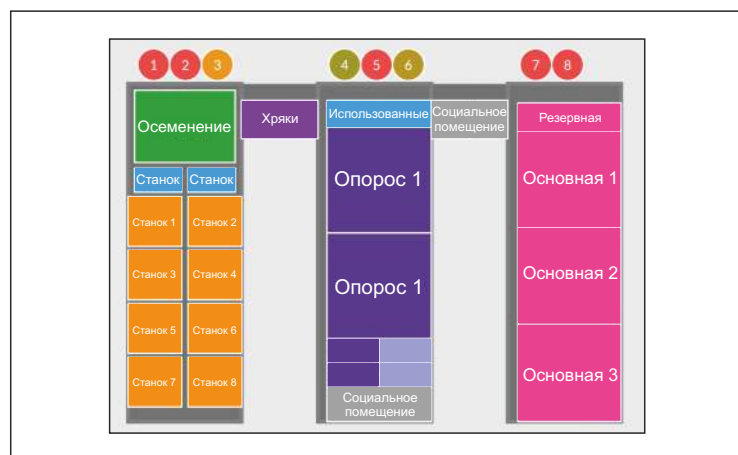 1 2 3 4 5 6 7 8
Осеменение
Хряки
Использованные
Социальное
помещение
Резервная
Станок Станок
Опорос 1
Основная 1
Станок 1 Станок 2
Станок 3 Станок 4
Опорос 1
Основная 2
Станок 5 Станок 6
Станок 7 Станок 8
Основная 3
Социальное
помещение